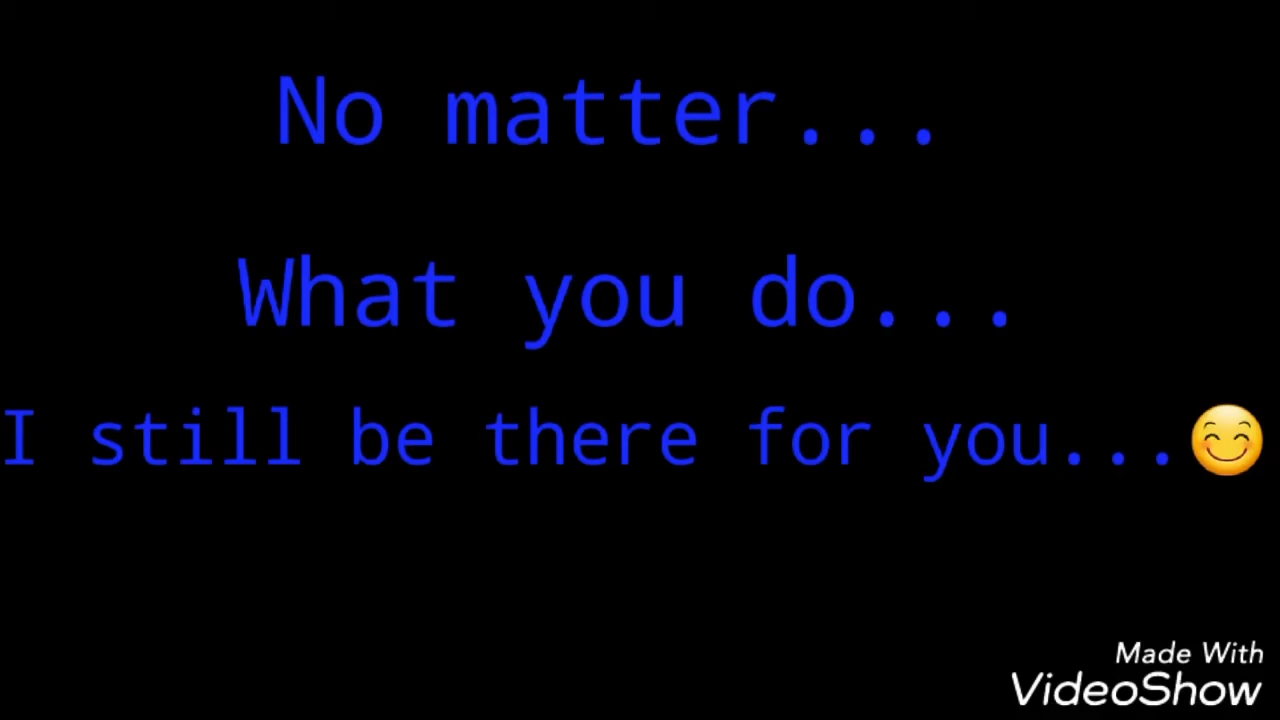 No matter...
What you do...
I still be there for you...😊
Made With
VideoShow